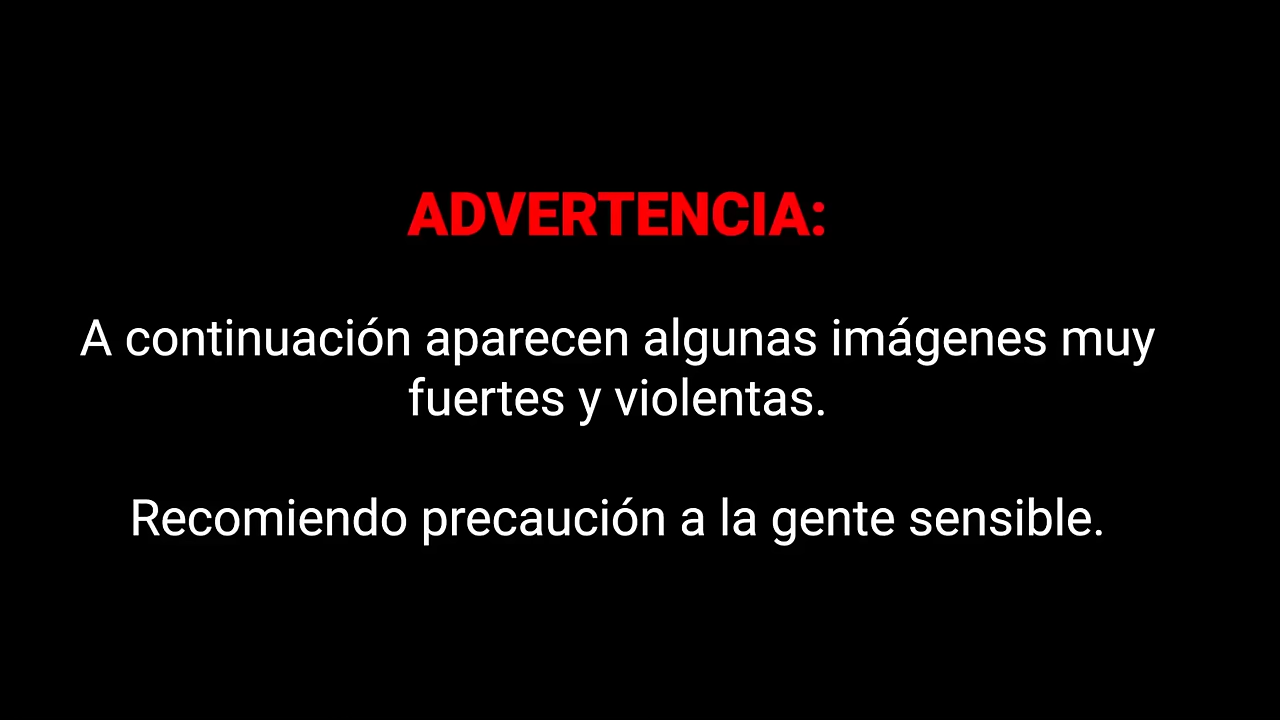 ADVERTENCIA:
A continuación aparecen algunas imágenes muy
fuertes y violentas.
Recomiendo precaución a la gente sensible.